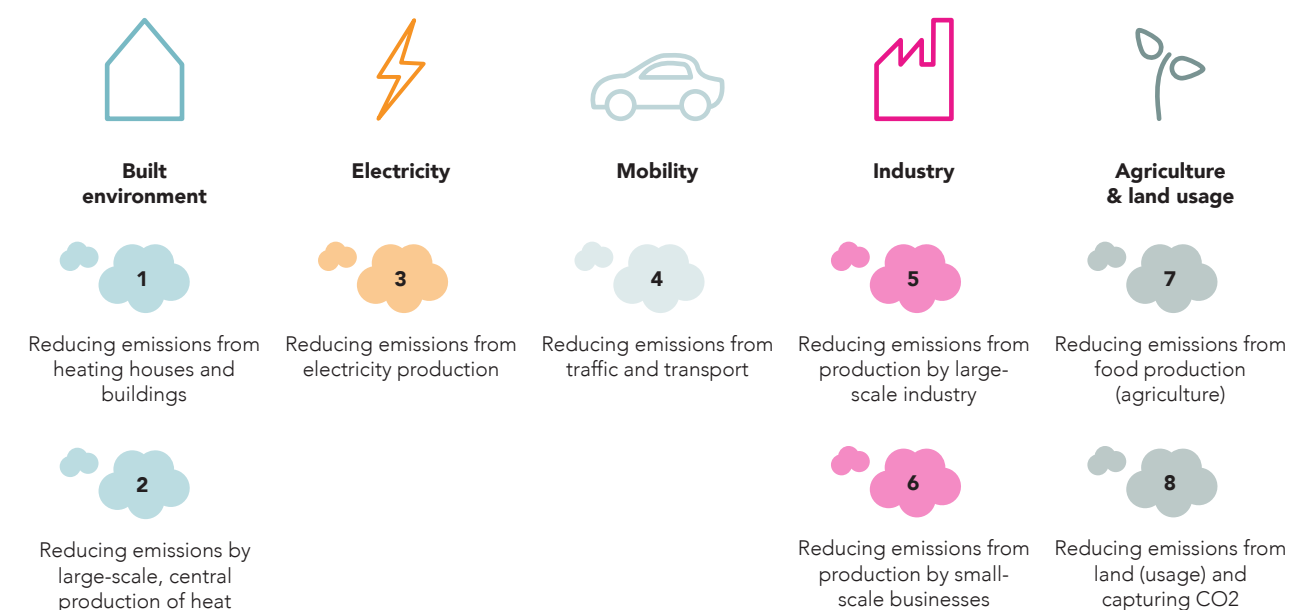 Built
environment
Electricity
Mobility
Industry
Agriculture
& land usage
1
3
4
5
7
Reducing emissions from
heating houses and
buildings
Reducing emissions from
electricity production
Reducing emissions from
traffic and transport
Reducing emissions from
production by large-
scale industry
Reducing emissions from
food production
(agriculture)
2
6
8
Reducing emissions by
large-scale, central
production of heat
Reducing emissions from
production by small-
scale businesses
Reducing emissions from
land (usage) and
capturing CO2